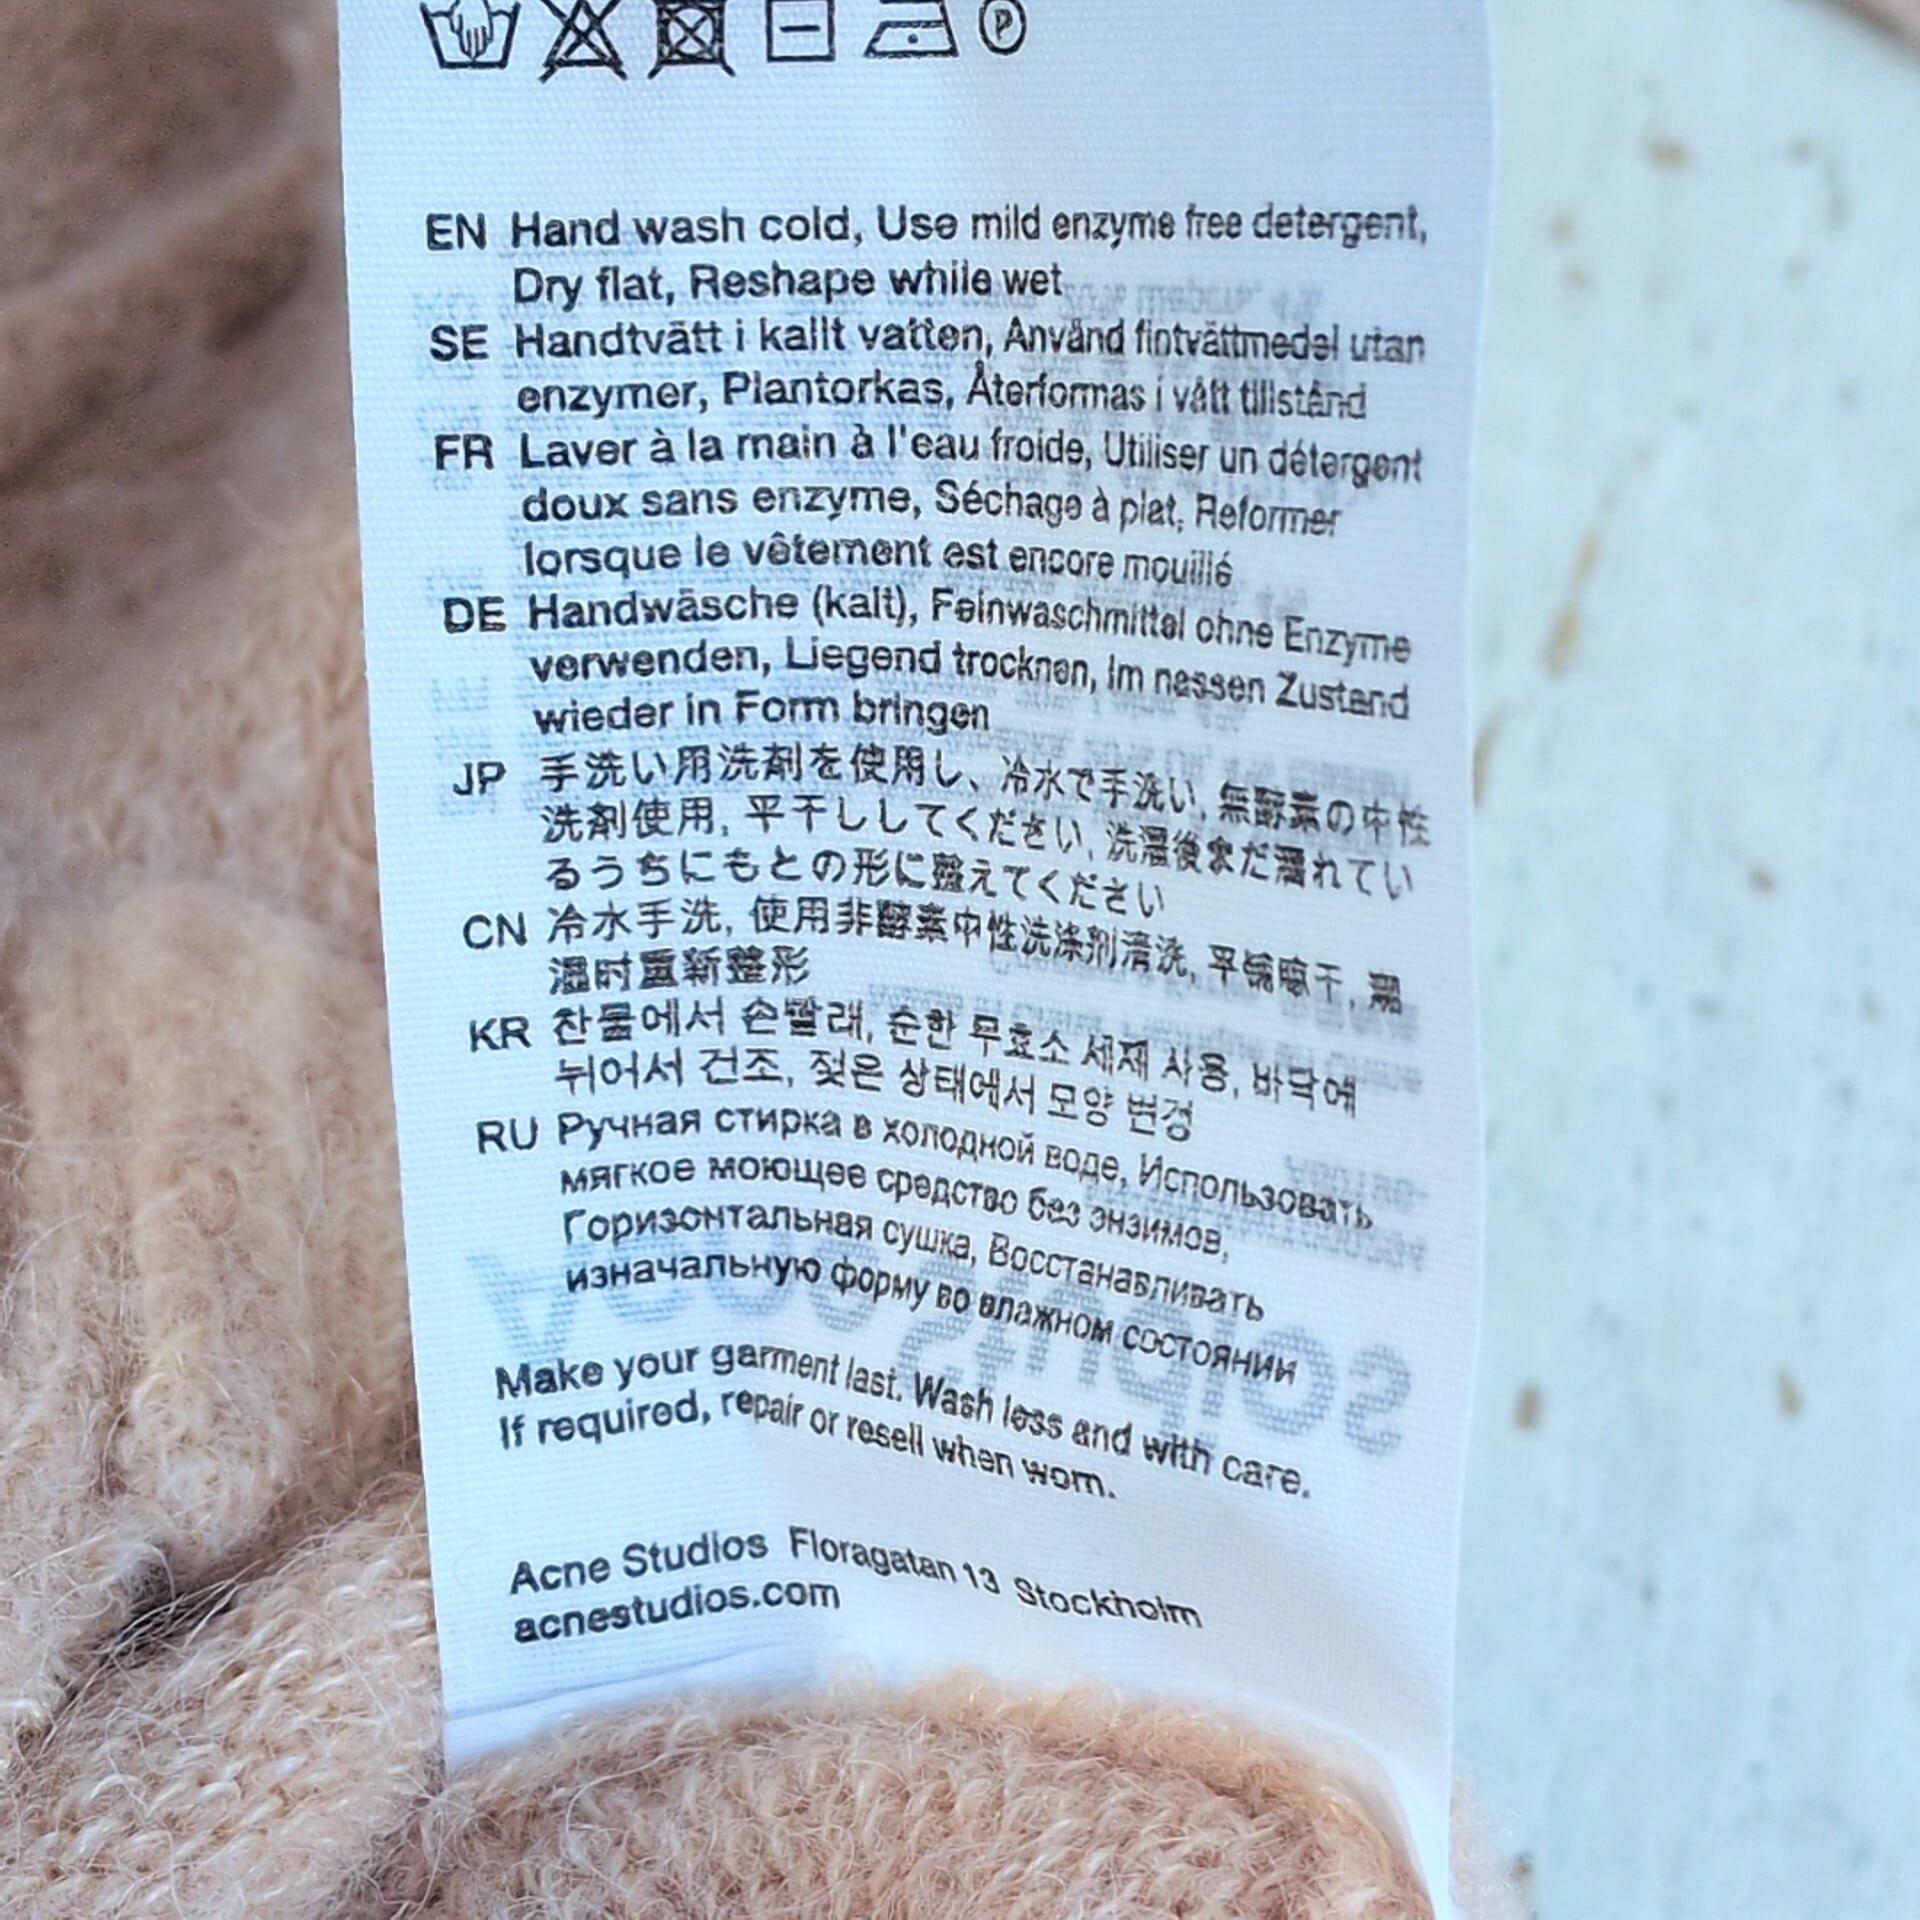 EN Hand wash cold, Use mild enzyme free detergent,
Dry flat, Reshape while wet
SE Handtvätt i kallt vatten, Använd fintvättmedel utan
enzymer, Plantorkas, Återformas i vått tillstånd
FR Laver à la main à l'eau froide, Utiliser un détergent
doux sans enzyme, Séchage à plat, Reformer
lorsque le vêtement est encore mouillé
DE Handwäsche (kalt), Feinwaschmittel ohne Enzyme
verwenden, Liegend trocknen, Im nassen Zustand
wieder in Form bringen
JP 手洗い用洗剤を使用し、冷水で手洗い, 無酵素の中性
洗剤使用, 平干ししてください, 洗濯後まだ濡れてい
るうちにもとの形に整えてください
CN 冷水手洗, 使用非酵素中性洗涤剂清洗, 平铺晾干, 潮
湿时重新整形
KR 찬물에서 손빨래, 순한 무효소 세제 사용, 바닥에
뉘어서 건조, 젖은 상태에서 모양 변경
RU Ручная стирка в холодной воде, Использовать
мягкое моющее средство без энзимов,
Горизонтальная сушка, Восстанавливать
изначальную форму во влажном состоянии
Make your garment last. Wash less and with care.
If required, repair or resell when worn.
Acne Studios Floragatan 13 Stockholm
acnestudios.com